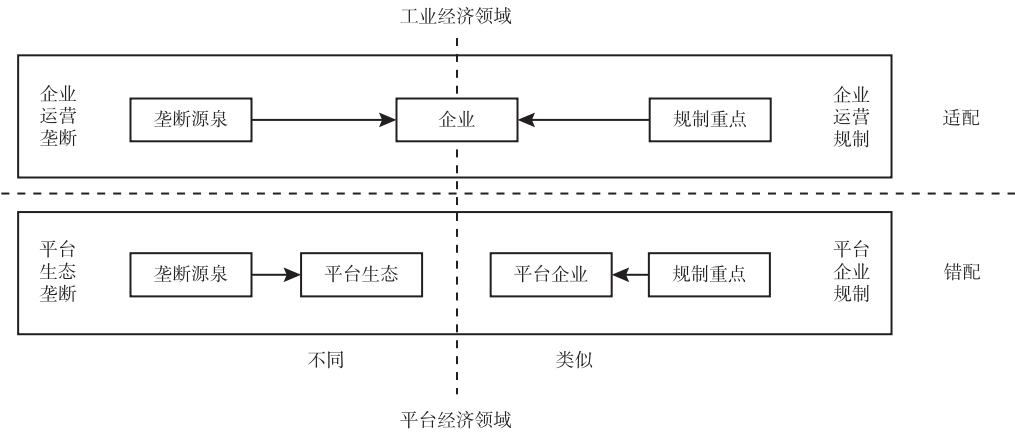 工业经济领域
企业
运营
垄断
垄断源泉
企业
规制重点
企业
运营
规制
适配
平台
生态
垄断
垄断源泉
平台生态
平台企业
规制重点
平台
企业
规制
错配
不同
类似
平台经济领域